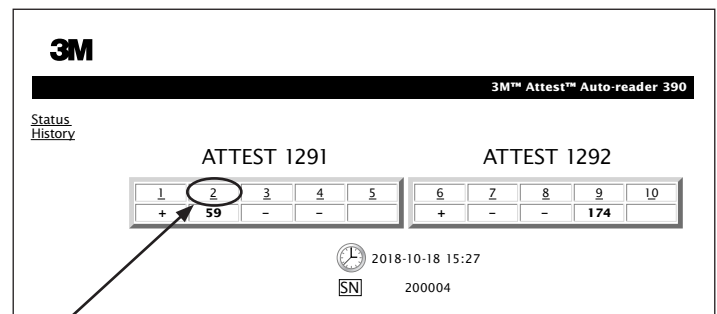 3M
3M™ Attest™ Auto-reader 390
Status
History
ATTEST 1291 ATTEST 1292
1 2 3 4 5 6 7 8 9 10
+ 59 – – + – – 174
2018-10-18 15:27
SN 200004